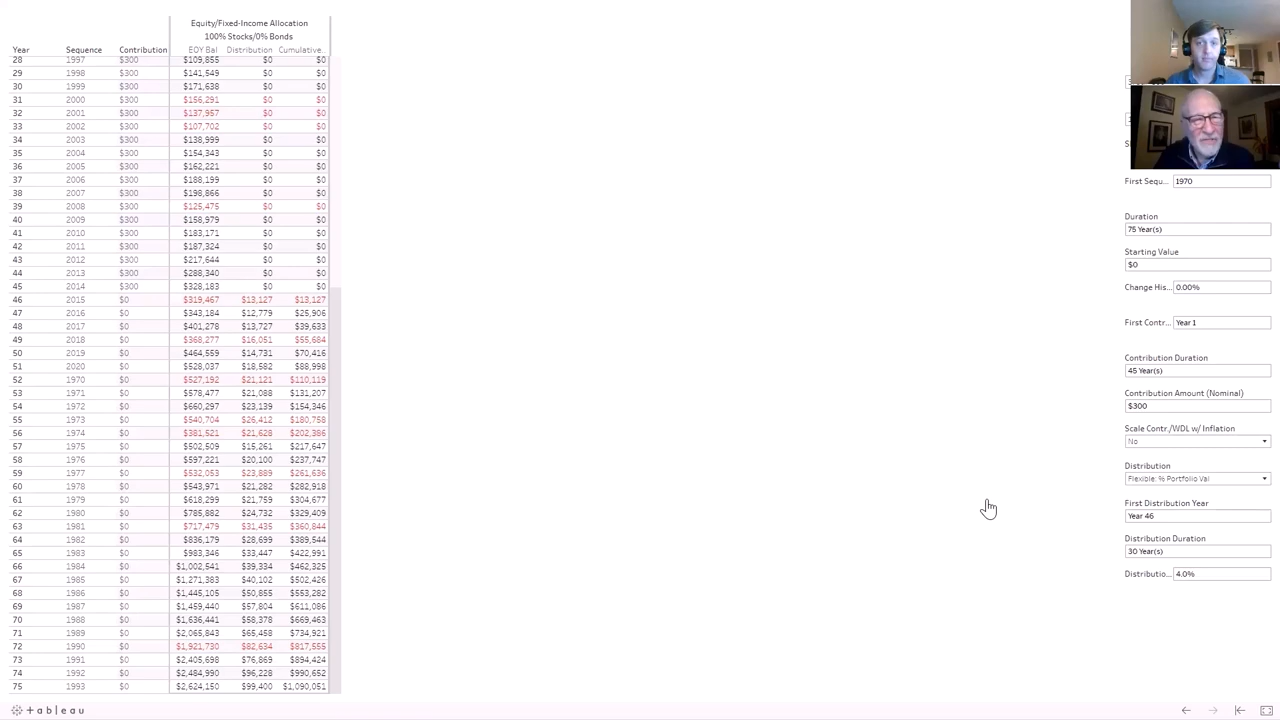 Equity/Fixed-Income Allocation
100% Stocks/0% Bonds
Year Sequence Contribution EOY Bal Distribution Cumulative..
28 1997 $300 $109,855 $0 $0
29 1998 $300 $141,549 $0 $0
30 1999 $300 $171,638 $0 $0
31 2000 $300 $156,291 $0 $0
32 2001 $300 $137,957 $0 $0
33 2002 $300 $107,702 $0 $0
34 2003 $300 $138,999 $0 $0
35 2004 $300 $154,343 $0 $0
36 2005 $300 $162,221 $0 $0
37 2006 $300 $188,199 $0 $0
38 2007 $300 $198,866 $0 $0
39 2008 $300 $125,475 $0 $0
40 2009 $300 $158,979 $0 $0
41 2010 $300 $183,171 $0 $0
42 2011 $300 $187,324 $0 $0
43 2012 $300 $217,644 $0 $0
44 2013 $300 $288,340 $0 $0
45 2014 $300 $328,183 $0 $0
46 2015 $0 $319,467 $13,127 $13,127
47 2016 $0 $343,184 $12,779 $25,906
48 2017 $0 $401,278 $13,727 $39,633
49 2018 $0 $368,277 $16,051 $55,684
50 2019 $0 $464,559 $14,731 $70,416
51 2020 $0 $528,037 $18,582 $88,998
52 1970 $0 $527,192 $21,121 $110,119
53 1971 $0 $578,477 $21,088 $131,207
54 1972 $0 $660,297 $23,139 $154,346
55 1973 $0 $540,704 $26,412 $180,758
56 1974 $0 $381,521 $21,628 $202,386
57 1975 $0 $502,509 $15,261 $217,647
58 1976 $0 $597,221 $20,100 $237,747
59 1977 $0 $532,053 $23,889 $261,636
60 1978 $0 $543,971 $21,282 $282,918
61 1979 $0 $618,299 $21,759 $304,677
62 1980 $0 $785,882 $24,732 $329,409
63 1981 $0 $717,479 $31,435 $360,844
64 1982 $0 $836,179 $28,699 $389,544
65 1983 $0 $983,346 $33,447 $422,991
66 1984 $0 $1,002,541 $39,334 $462,325
67 1985 $0 $1,271,383 $40,102 $502,426
68 1986 $0 $1,445,105 $50,855 $553,282
69 1987 $0 $1,459,440 $57,804 $611,086
70 1988 $0 $1,636,441 $58,378 $669,463
71 1989 $0 $2,065,843 $65,458 $734,921
72 1990 $0 $1,921,730 $82,634 $817,555
73 1991 $0 $2,405,698 $76,869 $894,424
74 1992 $0 $2,484,990 $96,228 $990,652
75 1993 $0 $2,624,150 $99,400 $1,090,051
First Sequ... 1970
Duration
75 Year(s)
Starting Value
$0
Change His... 0.00%
First Contr... Year 1
Contribution Duration
45 Year(s)
Contribution Amount (Nominal)
$300
Scale Contr./WDL w/ Inflation
No
Distribution
Flexible: % Portfolio Val
First Distribution Year
Year 46
Distribution Duration
30 Year(s)
Distributio... 4.0%
+ableau